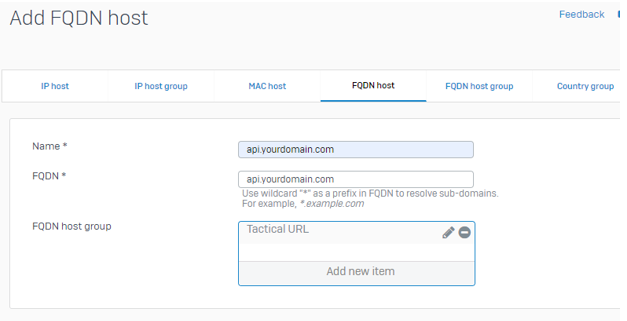 Add FQDN host
Feedback
IP host
IP host group
MAC host
FQDN host
FQDN host group
Country group
Name *
api.yourdomain.com
FQDN *
api.yourdomain.com
Use wildcard "*" as a prefix in FQDN to resolve sub-domains.
For example, *.example.com
FQDN host group
Tactical URL
Add new item